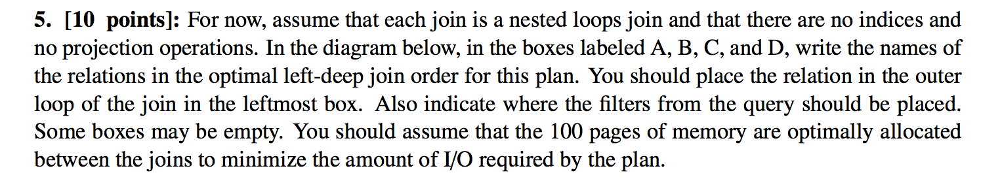 5. [10 points]: For now, assume that each join is a nested loops join and that there are no indices and
no projection operations. In the diagram below, in the boxes labeled A, B, C, and D, write the names of
the relations in the optimal left-deep join order for this plan. You should place the relation in the outer
loop of the join in the leftmost box. Also indicate where the filters from the query should be placed.
Some boxes may be empty. You should assume that the 100 pages of memory are optimally allocated
between the joins to minimize the amount of I/O required by the plan.